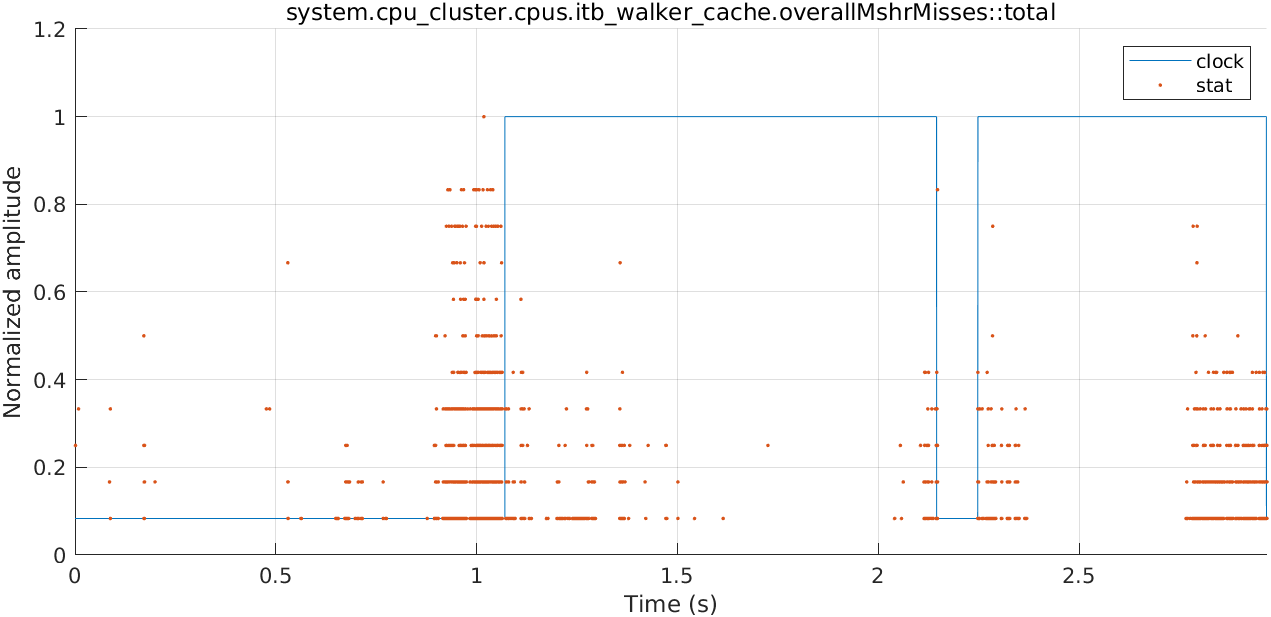 system.cpu_cluster.cpus.itb_walker_cache.overallMshrMisses::total
1.2
1
0.8
0.6
0.4
0.2
0
Normalized amplitude
clock
stat
0 0.5 1 1.5 2 2.5
Time (s)